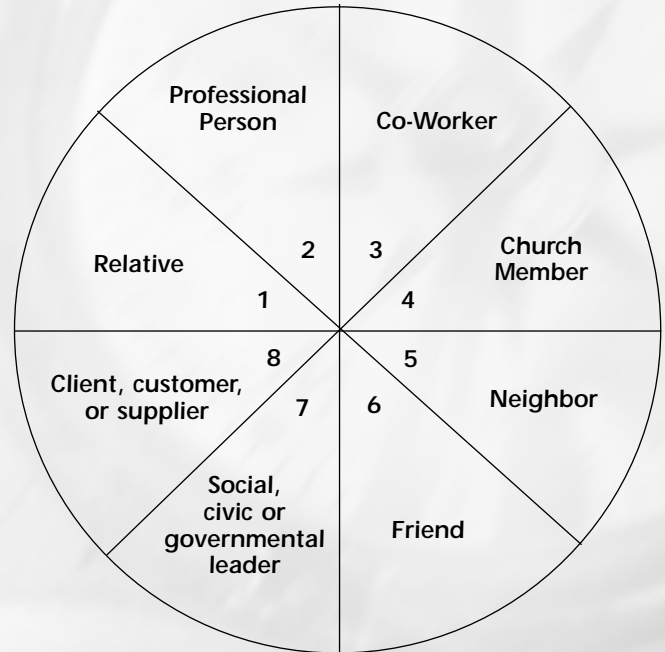 Relative
1
Professional
Person
2
Co-Worker
3
Church
Member
4
Neighbor
5
Friend
6
Social,
civic or
governmental
leader
7
Client, customer,
or supplier
8